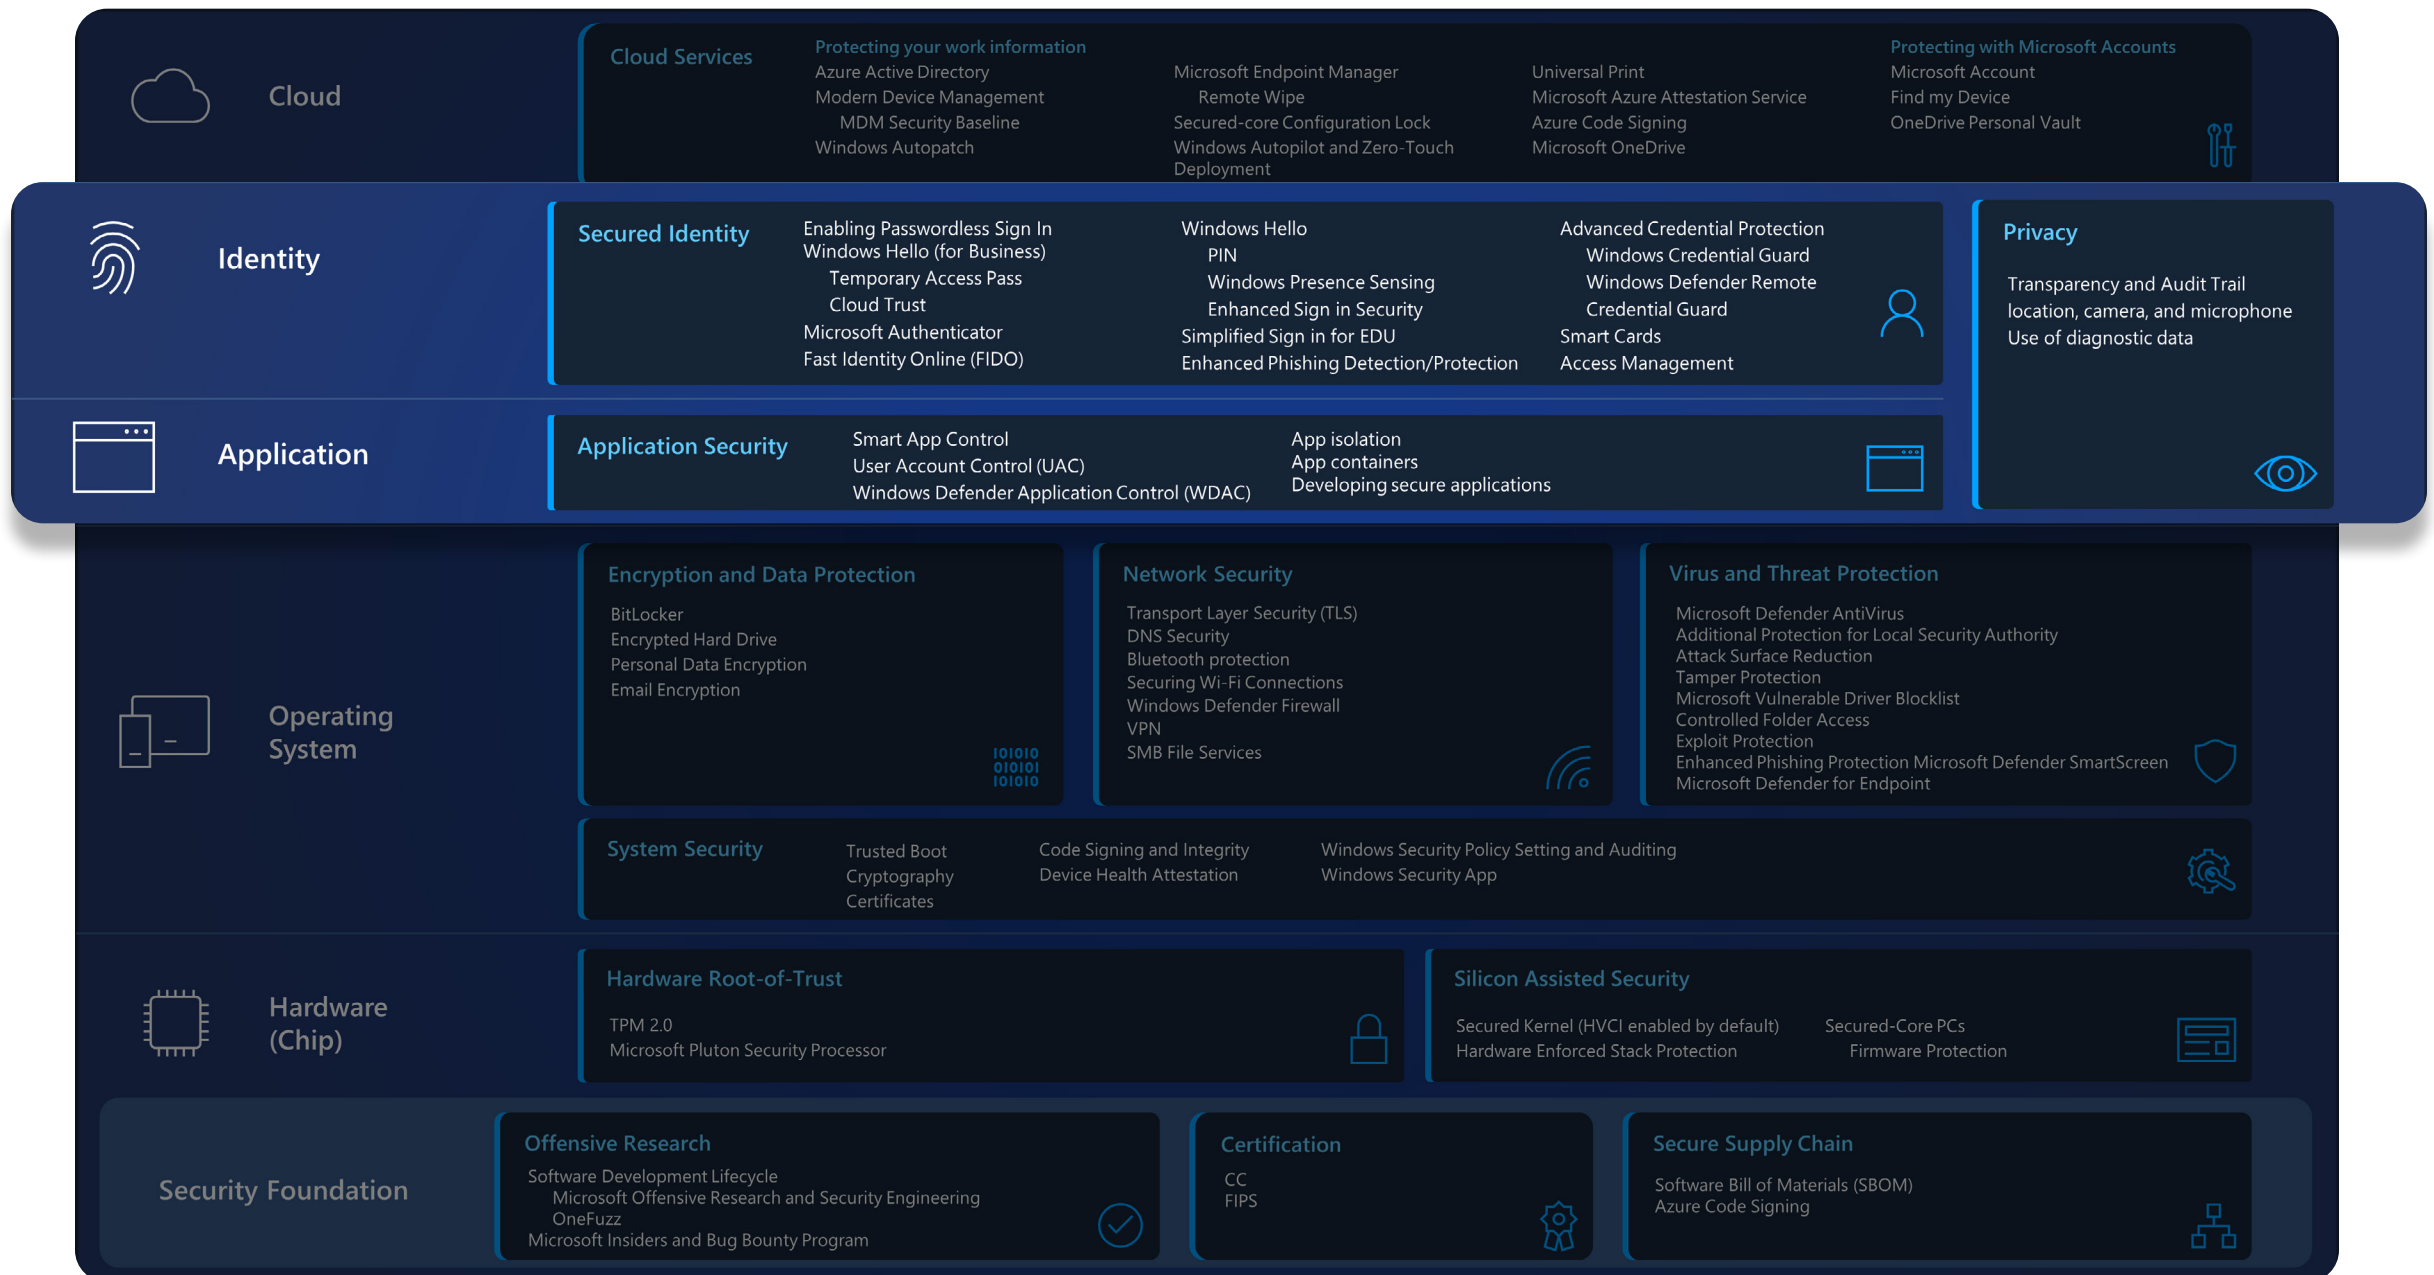 Cloud
Cloud Services
Protecting your work information
Azure Active Directory
Modern Device Management
MDM Security Baseline
Windows Autopatch
Microsoft Endpoint Manager
Remote Wipe
Secured-core Configuration Lock
Windows Autopilot and Zero-Touch
Deployment
Universal Print
Microsoft Azure Attestation Service
Azure Code Signing
Microsoft OneDrive
Protecting with Microsoft Accounts
Microsoft Account
Find my Device
OneDrive Personal Vault
Identity
Secured Identity
Enabling Passwordless Sign In
Windows Hello (for Business)
Temporary Access Pass
Cloud Trust
Microsoft Authenticator
Fast Identity Online (FIDO)
Windows Hello
PIN
Windows Presence Sensing
Enhanced Sign in Security
Simplified Sign in for EDU
Enhanced Phishing Detection/Protection
Advanced Credential Protection
Windows Credential Guard
Windows Defender Remote
Credential Guard
Smart Cards
Access Management
Privacy
Transparency and Audit Trail
location, camera, and microphone
Use of diagnostic data
Application
Application Security
Smart App Control
User Account Control (UAC)
Windows Defender Application Control (WDAC)
App isolation
App containers
Developing secure applications
Operating
System
Encryption and Data Protection
BitLocker
Encrypted Hard Drive
Personal Data Encryption
Email Encryption
101010
010101
101010
Network Security
Transport Layer Security (TLS)
DNS Security
Bluetooth protection
Securing Wi-Fi Connections
Windows Defender Firewall
VPN
SMB File Services
Virus and Threat Protection
Microsoft Defender AntiVirus
Additional Protection for Local Security Authority
Attack Surface Reduction
Tamper Protection
Microsoft Vulnerable Driver Blocklist
Controlled Folder Access
Exploit Protection
Enhanced Phishing Protection Microsoft Defender SmartScreen
Microsoft Defender for Endpoint
System Security
Trusted Boot
Cryptography
Certificates
Code Signing and Integrity
Device Health Attestation
Windows Security Policy Setting and Auditing
Windows Security App
Hardware
(Chip)
Hardware Root-of-Trust
TPM 2.0
Microsoft Pluton Security Processor
Silicon Assisted Security
Secured Kernel (HVCI enabled by default)
Hardware Enforced Stack Protection
Secured-Core PCs
Firmware Protection
Security Foundation
Offensive Research
Software Development Lifecycle
Microsoft Offensive Research and Security Engineering
OneFuzz
Microsoft Insiders and Bug Bounty Program
Certification
CC
FIPS
Secure Supply Chain
Software Bill of Materials (SBOM)
Azure Code Signing